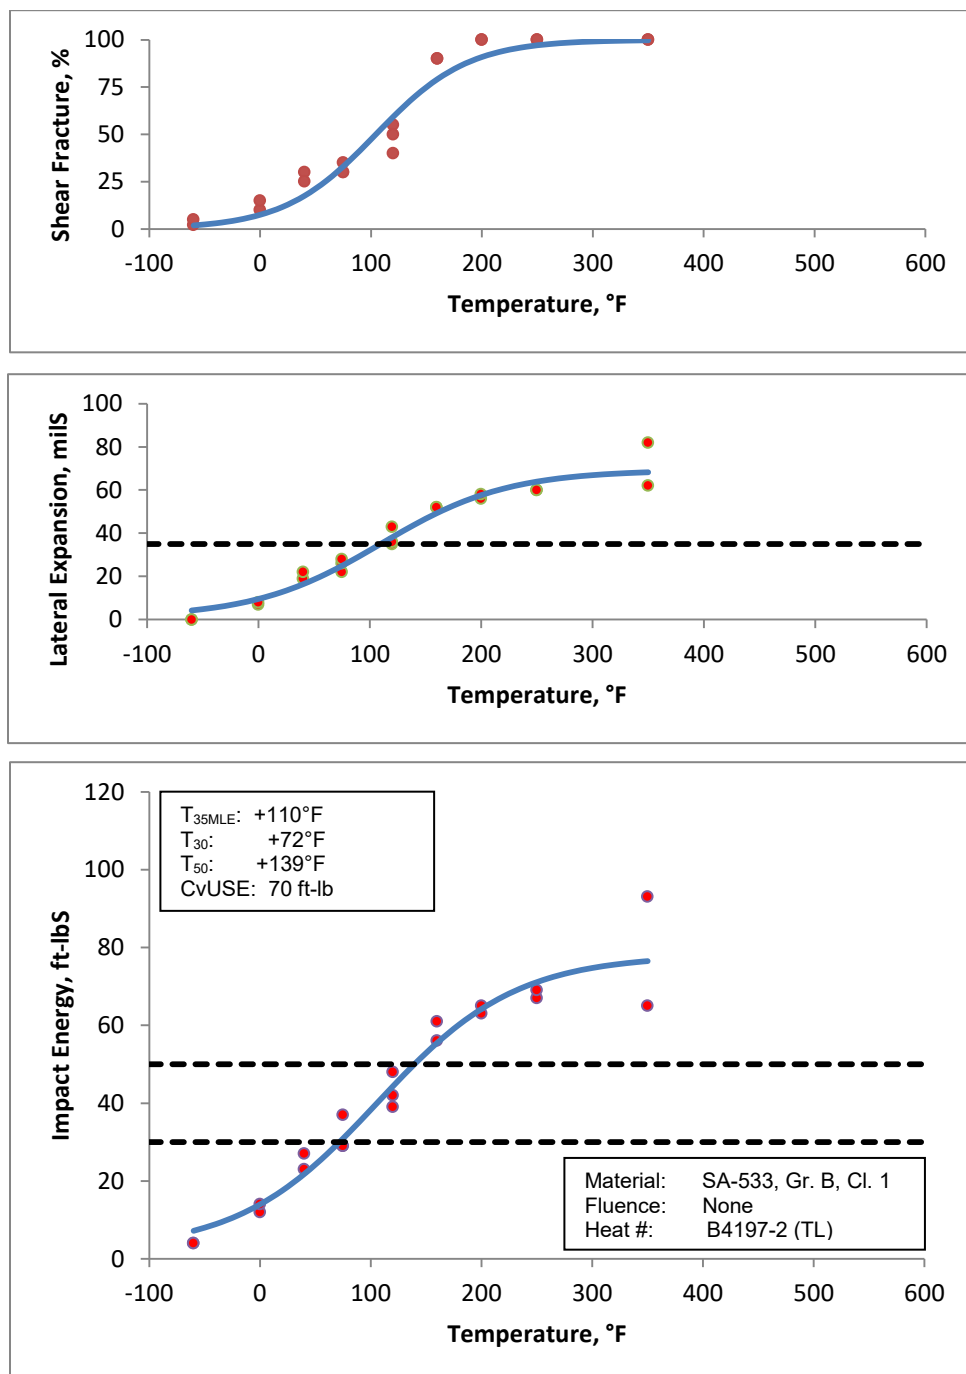 Shear Fracture, %
100
75
50
25
0
-100 0 100 200 300 400 500 600
Temperature, °F
Lateral Expansion, milS
100
80
60
40
20
0
-100 0 100 200 300 400 500 600
Temperature, °F
Impact Energy, ft-lbS
120
100
80
60
40
20
0
T35MLE: +110°F
T30: +72°F
T50: +139°F
CvUSE: 70 ft-lb
Material: SA-533, Gr. B, Cl. 1
Fluence: None
Heat #: B4197-2 (TL)
-100 0 100 200 300 400 500 600
Temperature, °F